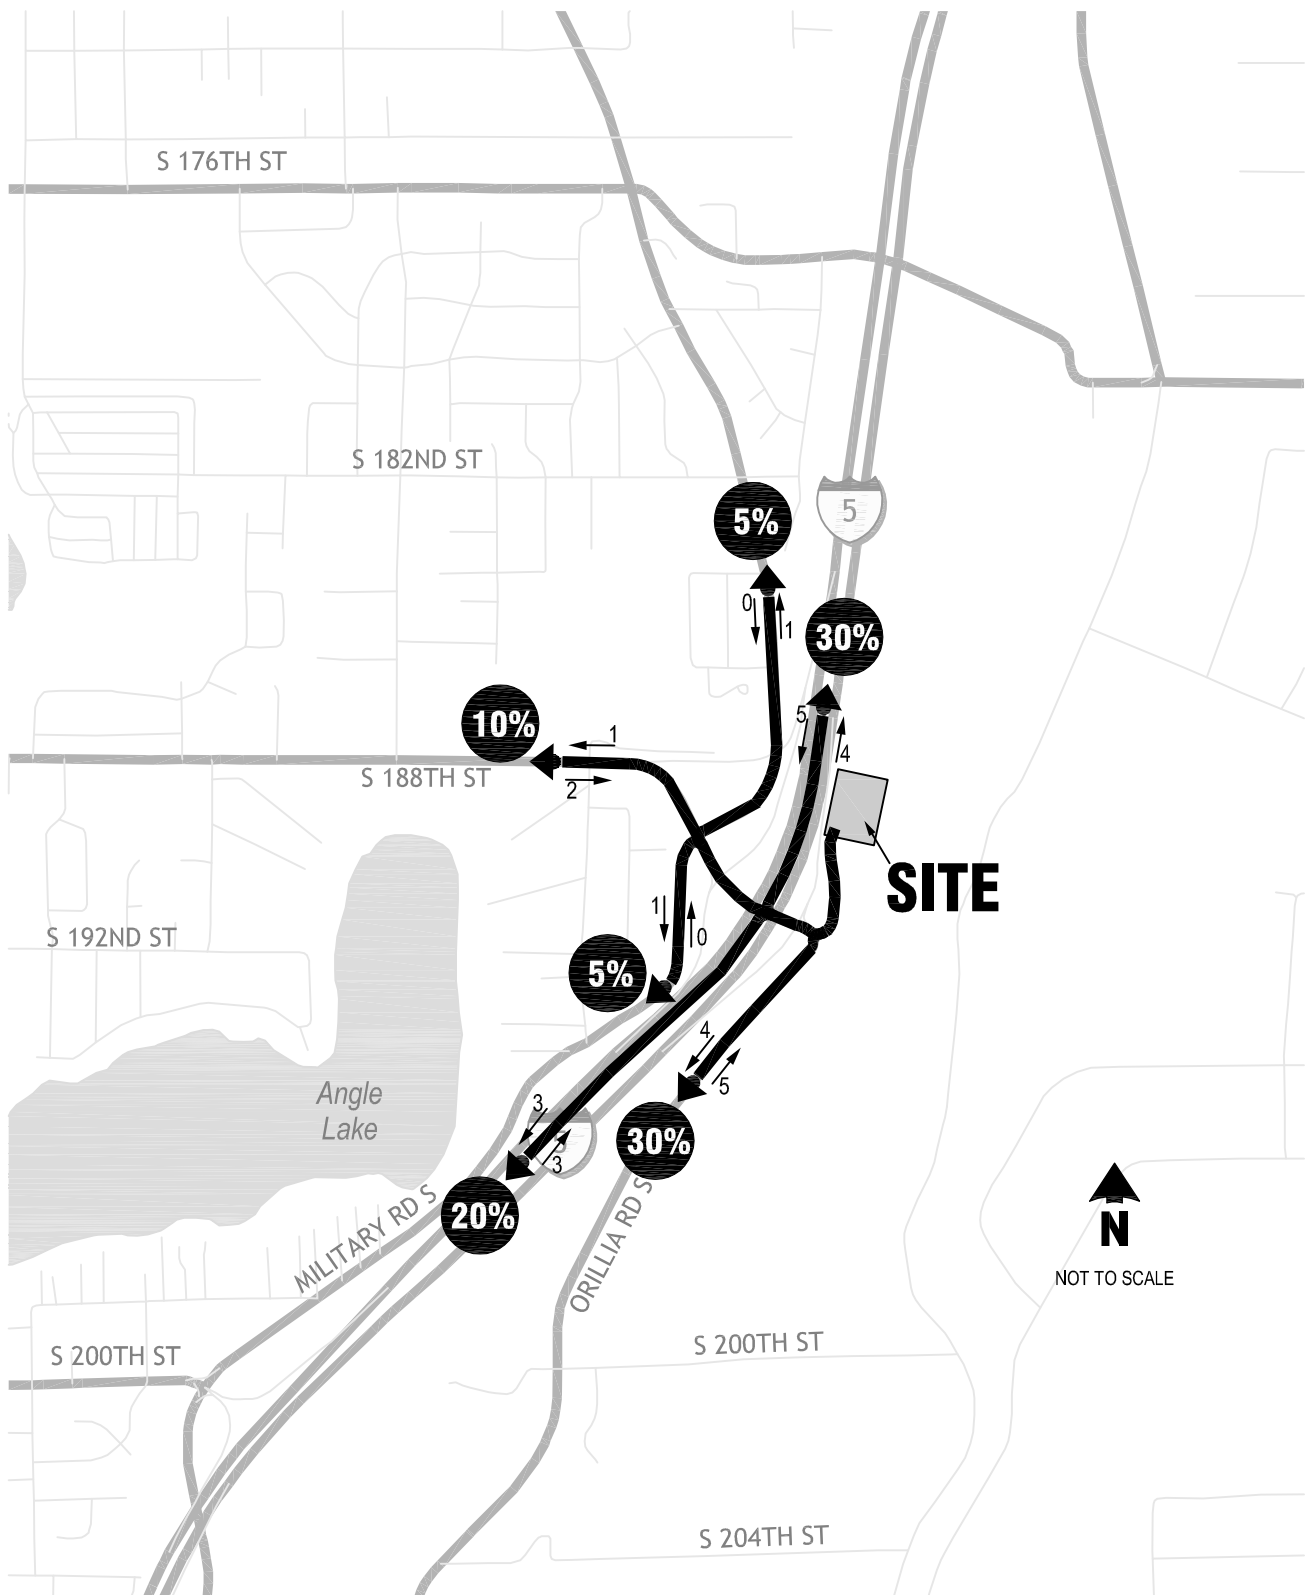 S 176TH ST
S 182ND ST
5
5%
0
1
30%
5
4
10%
1
2
S 188TH ST
SITE
1
0
S 192ND ST
5%
4
5
Angle
Lake
3
3
30%
20%
MILITARY RD S
ORILLIA RD S
N
NOT TO SCALE
S 200TH ST
S 200TH ST
S 204TH ST